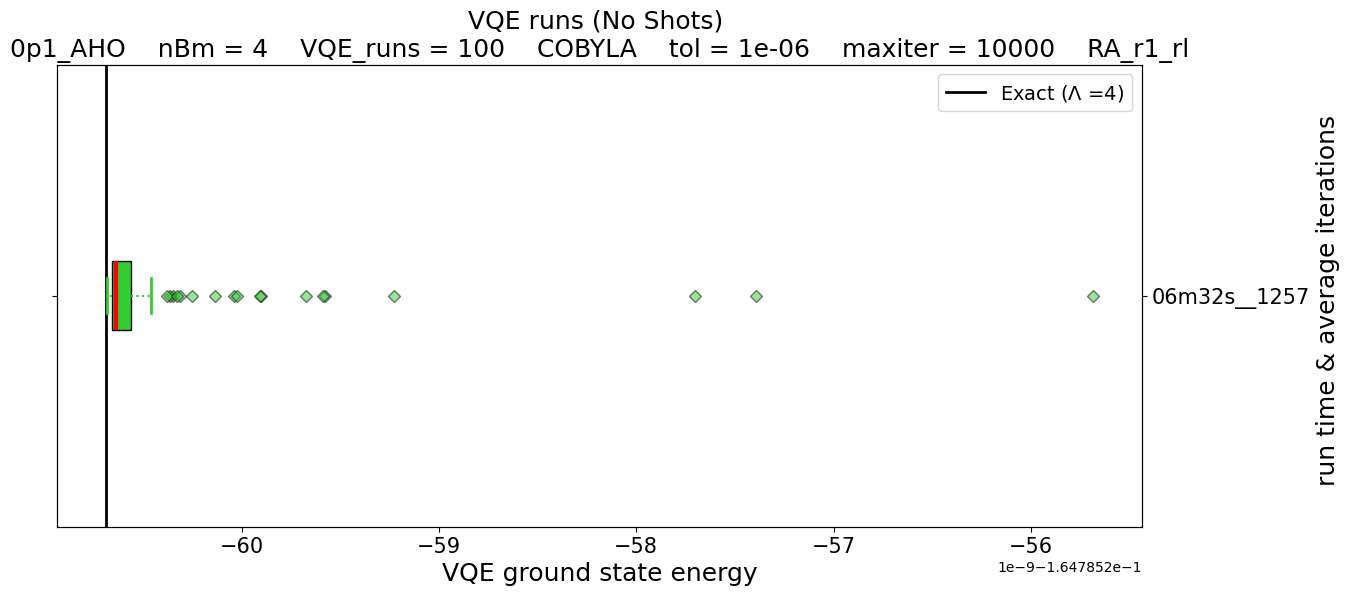 VQE runs (No Shots)
0p1_AHO    nBm = 4    VQE_runs = 100    COBYLA    tol = 1e-06    maxiter = 10000    RA_r1_rl
Exact (Λ =4)
06m32s__1257
run time & average iterations
−60 −59 −58 −57 −56
1e−9−1.647852e−1
VQE ground state energy